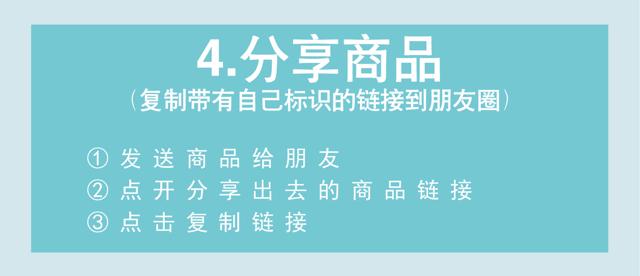 4.分享商品
（复制带有自己标识的链接到朋友圈）
① 发送商品给朋友
② 点开分享出去的商品链接
③ 点击复制链接